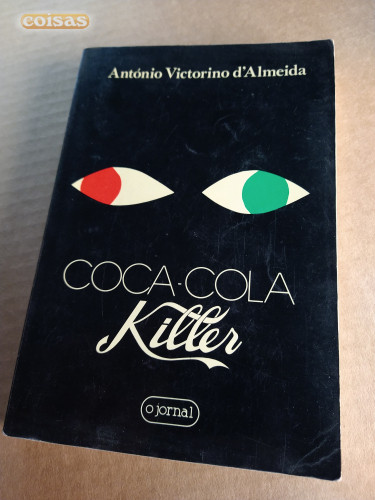 coisas
António Victorino d'Almeida
COCA-COLA
Killer
o jornal